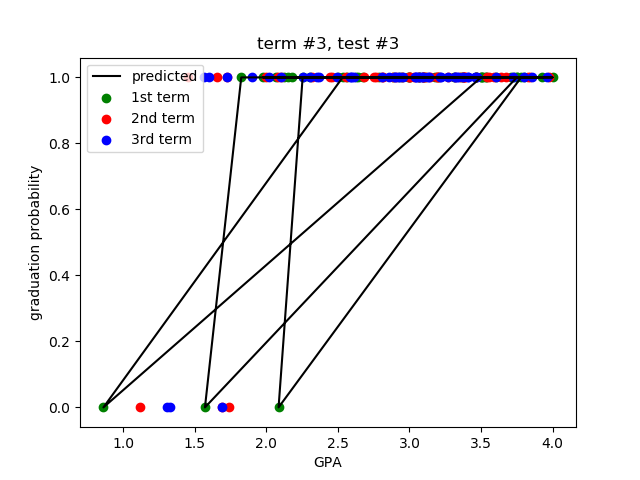 term #3, test #3
predicted
1st term
2nd term
3rd term
graduation probability
1.0
0.8
0.6
0.4
0.2
0.0
1.0 1.5 2.0 2.5 3.0 3.5 4.0
GPA